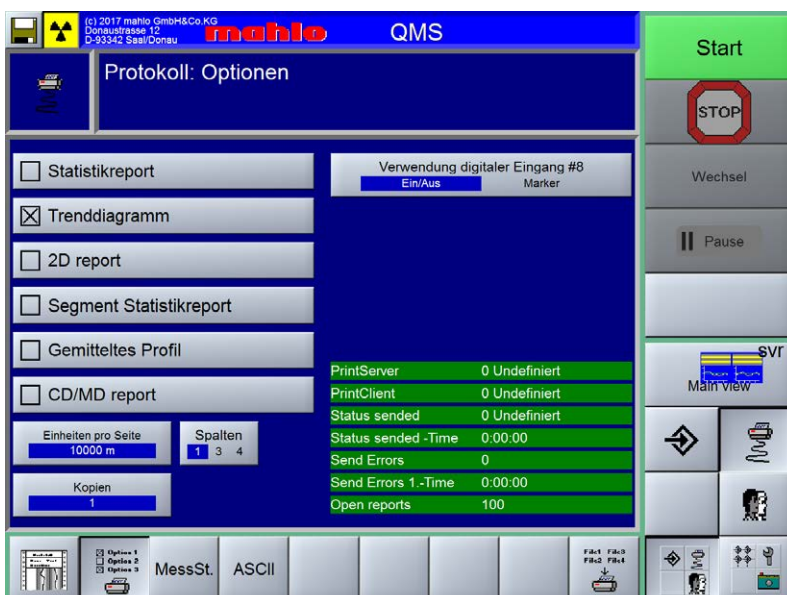 (c) 2017 mahlo GmbH&Co.KG
Donaustrasse 12
D-93342 Saal/Donau
mahlo
QMS
Start
Protokoll: Optionen
STOP
Wechsel
Pause
Statistikreport
Trenddiagramm
2D report
Segment Statistikreport
Gemitteltes Profil
CD/MD report
Einheiten pro Seite
10000 m
Spalten
1 3 4
Kopien
1
Verwendung digitaler Eingang #8
Ein/Aus Marker
PrintServer 0 Undefiniert
PrintClient 0 Undefiniert
Status sended 0 Undefiniert
Status sended -Time 0:00:00
Send Errors 0
Send Errors 1.-Time 0:00:00
Open reports 100
svr
Main view
Option 1
Option 2
Option 3
MessSt.
ASCII
File1 File3
File2 File4